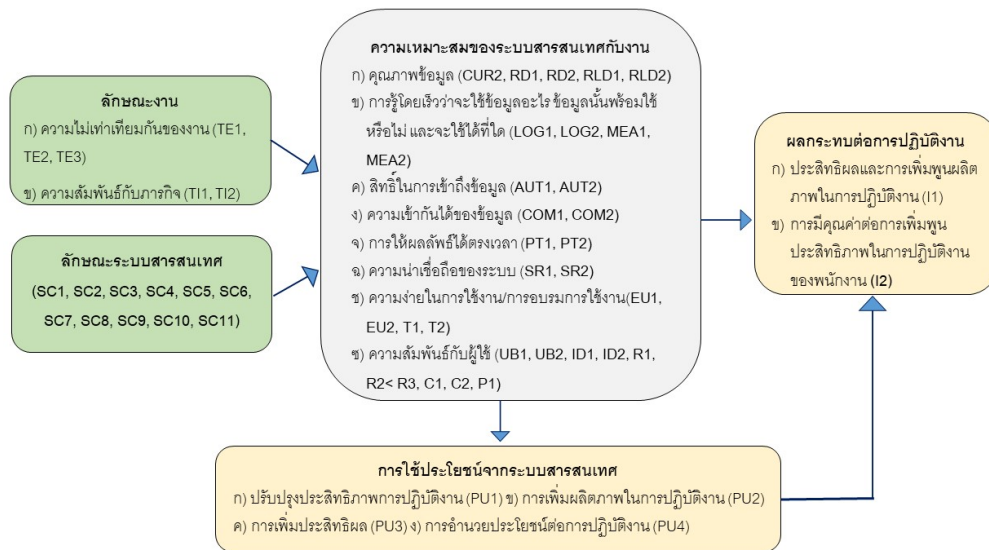 ลักษณะงาน
ก) ความไม่เท่าเทียมกันของงาน (TE1,
TE2, TE3)
ข) ความสัมพันธ์กับภารกิจ (TI1, TI2)
ลักษณะระบบสารสนเทศ
(SC1, SC2, SC3, SC4, SC5, SC6,
SC7, SC8, SC9, SC10, SC11)
ความเหมาะสมของระบบสารสนเทศกับงาน
ก) คุณภาพข้อมูล (CUR2, RD1, RD2, RLD1, RLD2)
ข) การรู้โดยเร็วว่าจะใช้ข้อมูลอะไร ข้อมูลนั้นพร้อมใช้
หรือไม่ และจะใช้ได้ที่ใด (LOG1, LOG2, MEA1,
MEA2)
ค) สิทธิ์ในการเข้าถึงข้อมูล (AUT1, AUT2)
ง) ความเข้ากันได้ของข้อมูล (COM1, COM2)
จ) การให้ผลลัพธ์ได้ตรงเวลา (PT1, PT2)
ฉ) ความน่าเชื่อถือของระบบ (SR1, SR2)
ช) ความง่ายในการใช้งาน/การอบรมการใช้งาน(EU1,
EU2, T1, T2)
ซ) ความสัมพันธ์กับผู้ใช้ (UB1, UB2, ID1, ID2, R1,
R2< R3, C1, C2, P1)
ผลกระทบต่อการปฏิบัติงาน
ก) ประสิทธิผลและการเพิ่มพูนผลิต
ภาพในการปฏิบัติงาน (I1)
ข) การมีคุณค่าต่อการเพิ่มพูน
ประสิทธิภาพในการปฏิบัติงาน
ของพนักงาน (I2)
การใช้ประโยชน์จากระบบสารสนเทศ
ก) ปรับปรุงประสิทธิภาพการปฏิบัติงาน (PU1) ข) การเพิ่มผลิตภาพในการปฏิบัติงาน (PU2)
ค) การเพิ่มประสิทธิผล (PU3) ง) การอำนวยประโยชน์ต่อการปฏิบัติงาน (PU4)